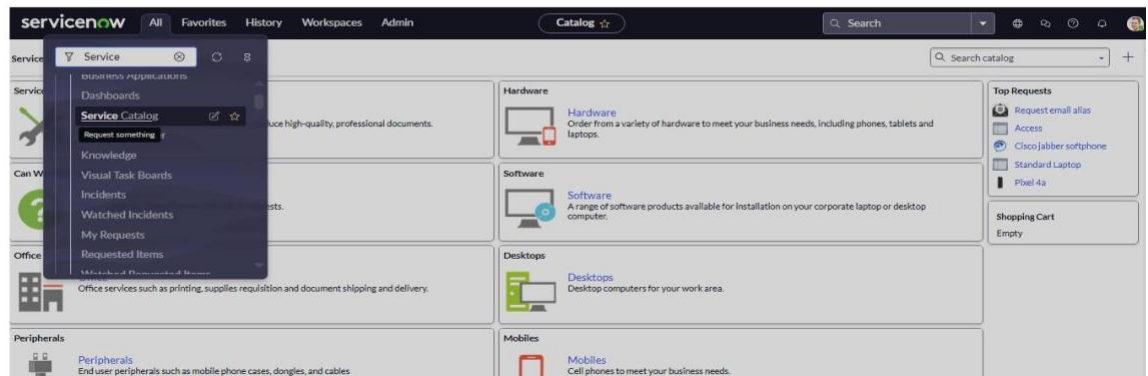 servicenow All Favorites History Workspaces Admin Catalog Search
Service
Service
Search catalog
Business Applications
Dashboards
Service Catalog
Request something
Knowledge
Visual Task Boards
Incidents
Watched Incidents
My Requests
Requested Items
Watched Requested Items
Service
duce high-quality, professional documents.
Hardware
Hardware
Order from a variety of hardware to meet your business needs, including phones, tablets and
laptops.
Can W
ests.
Software
Software
A range of software products available for installation on your corporate laptop or desktop
computer.
Office
Office services such as printing, supplies requisition and document shipping and delivery.
Desktops
Desktops
Desktop computers for your work area.
Peripherals
Peripherals
End user peripherals such as mobile phone cases, dongles, and cables
Mobiles
Mobiles
Cell phones to meet your business needs.
Top Requests
Request email alias
Access
Cisco jabber softphone
Standard Laptop
Pixel 4a
Shopping Cart
Empty